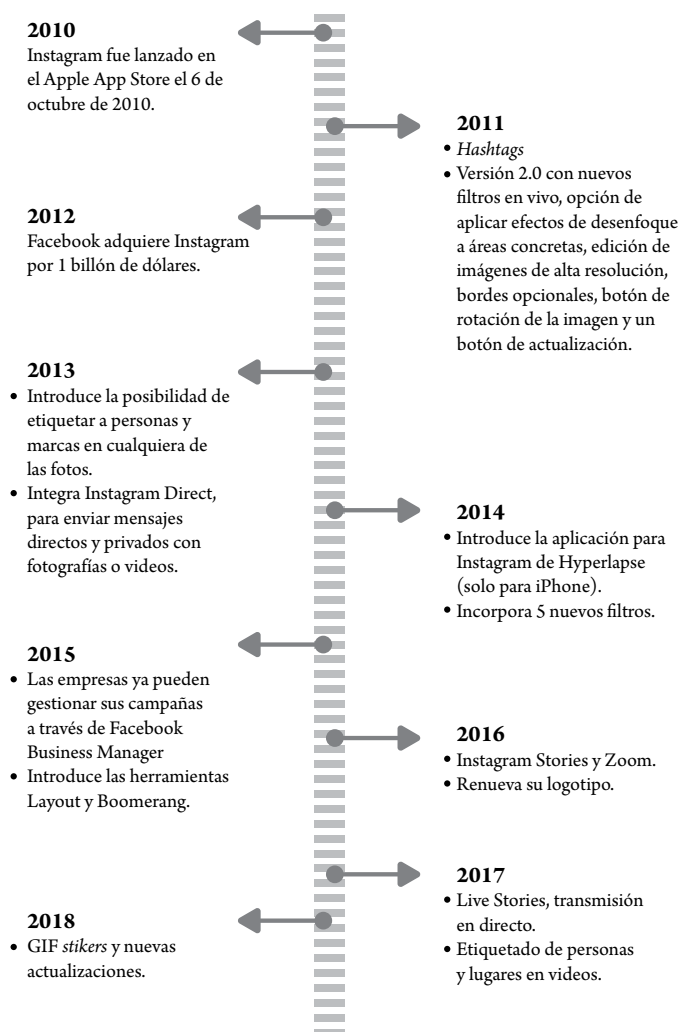 2010
Instagram fue lanzado en
el Apple App Store el 6 de
octubre de 2010.
2011
• Hashtags
• Versión 2.0 con nuevos
filtros en vivo, opción de
aplicar efectos de desenfoque
a áreas concretas, edición de
imágenes de alta resolución,
bordes opcionales, botón de
rotación de la imagen y un
botón de actualización.
2012
Facebook adquiere Instagram
por 1 billón de dólares.
2013
• Introduce la posibilidad de
etiquetar a personas y
marcas en cualquiera de
las fotos.
• Integra Instagram Direct,
para enviar mensajes
directos y privados con
fotografías o videos.
2014
• Introduce la aplicación para
Instagram de Hyperlapse
(solo para iPhone).
• Incorpora 5 nuevos filtros.
2015
• Las empresas ya pueden
gestionar sus campañas
a través de Facebook
Business Manager
• Introduce las herramientas
Layout y Boomerang.
2016
• Instagram Stories y Zoom.
• Renueva su logotipo.
2017
• Live Stories, transmisión
en directo.
• Etiquetado de personas
y lugares en videos.
2018
• GIF stikers y nuevas
actualizaciones.